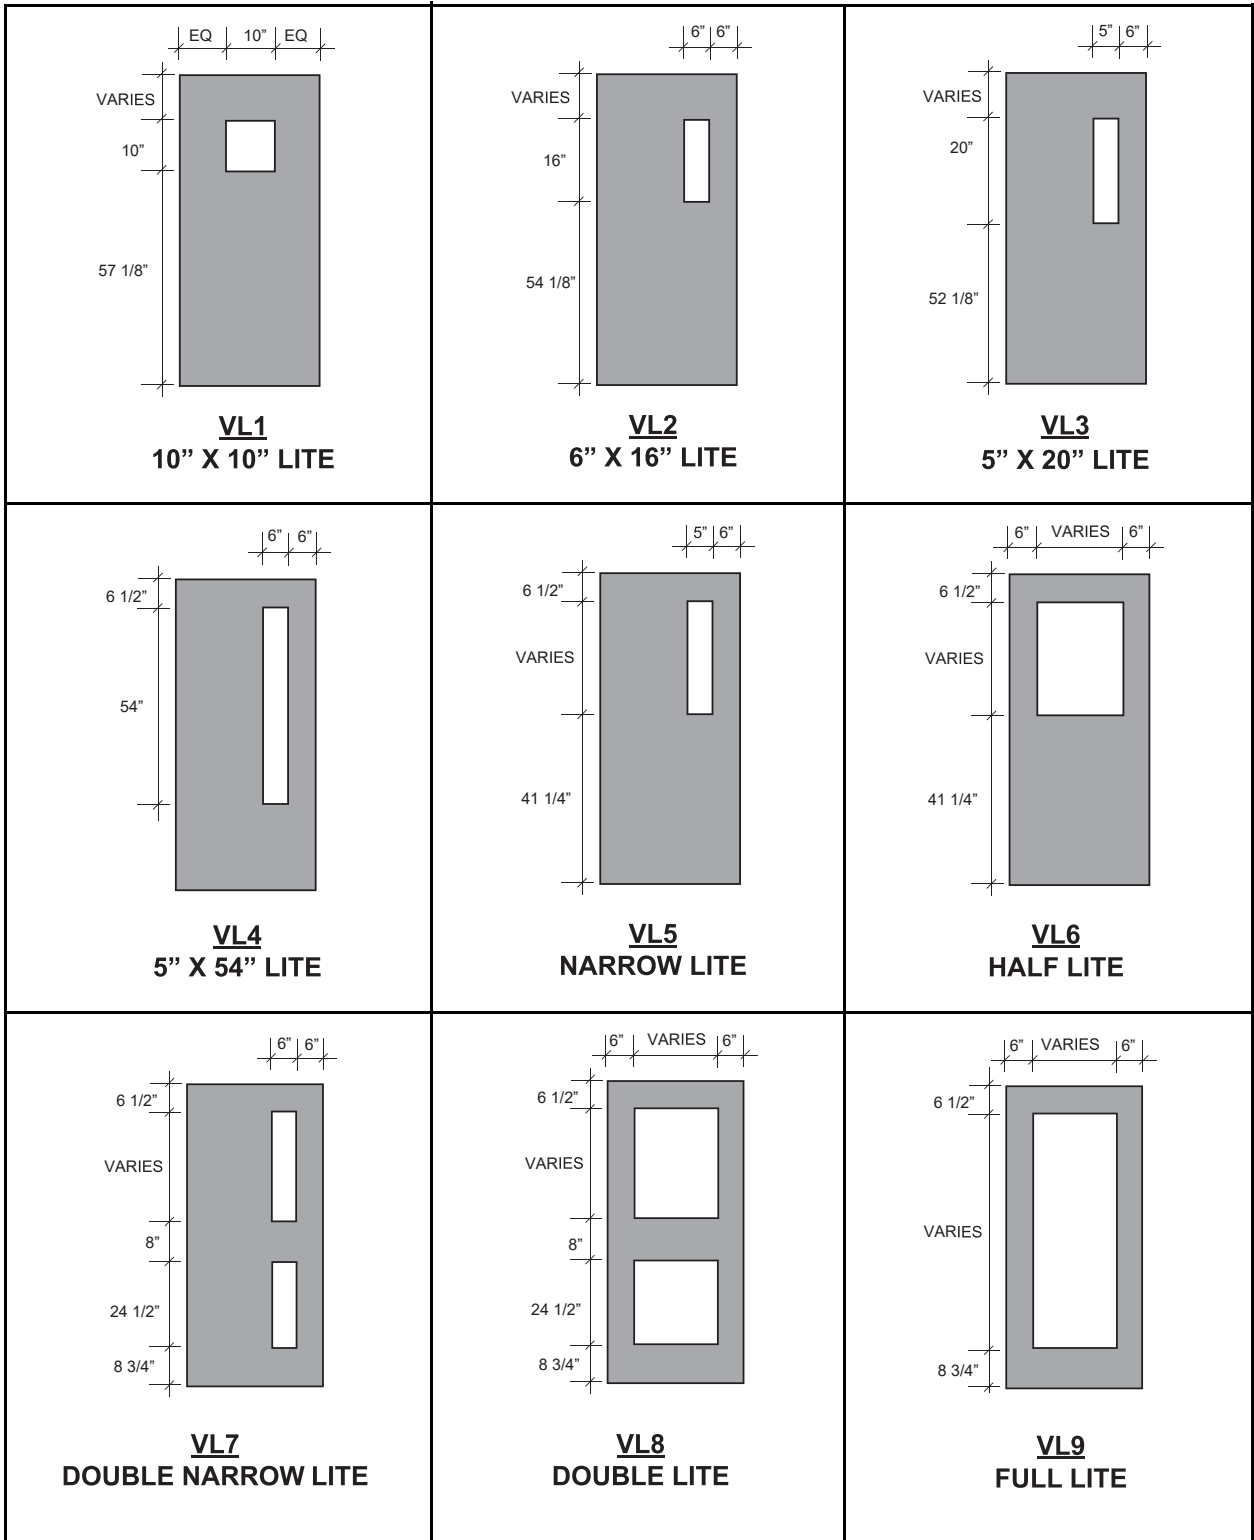 EQ 10” EQ
VARIES
10”
57 1/8”
VL1
10” X 10” LITE
6” 6”
VARIES
16”
54 1/8”
VL2
6” X 16” LITE
5” 6”
VARIES
20”
52 1/8”
VL3
5” X 20” LITE
6” 6”
6 1/2”
54”
VL4
5” X 54” LITE
5” 6”
6 1/2”
VARIES
41 1/4”
VL5
NARROW LITE
6” VARIES 6”
6 1/2”
VARIES
41 1/4”
VL6
HALF LITE
6” 6”
6 1/2”
VARIES
8”
24 1/2”
8 3/4”
VL7
DOUBLE NARROW LITE
6” VARIES 6”
6 1/2”
VARIES
8”
24 1/2”
8 3/4”
VL8
DOUBLE LITE
6” VARIES 6”
6 1/2”
VARIES
8 3/4”
VL9
FULL LITE